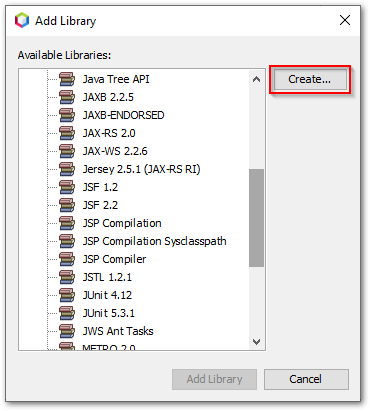 Add Library
Available Libraries:
Java Tree API
Create...
JAXB 2.2.5
JAXB-ENDORSED
JAX-RS 2.0
JAX-WS 2.2.6
Jersey 2.5.1 (JAX-RS RI)
JSF 1.2
JSF 2.2
JSP Compilation
JSP Compilation Sysclasspath
JSP Compiler
JSTL 1.2.1
JUnit 4.12
JUnit 5.3.1
JWS Ant Tasks
METRO 2.0
Add Library
Cancel